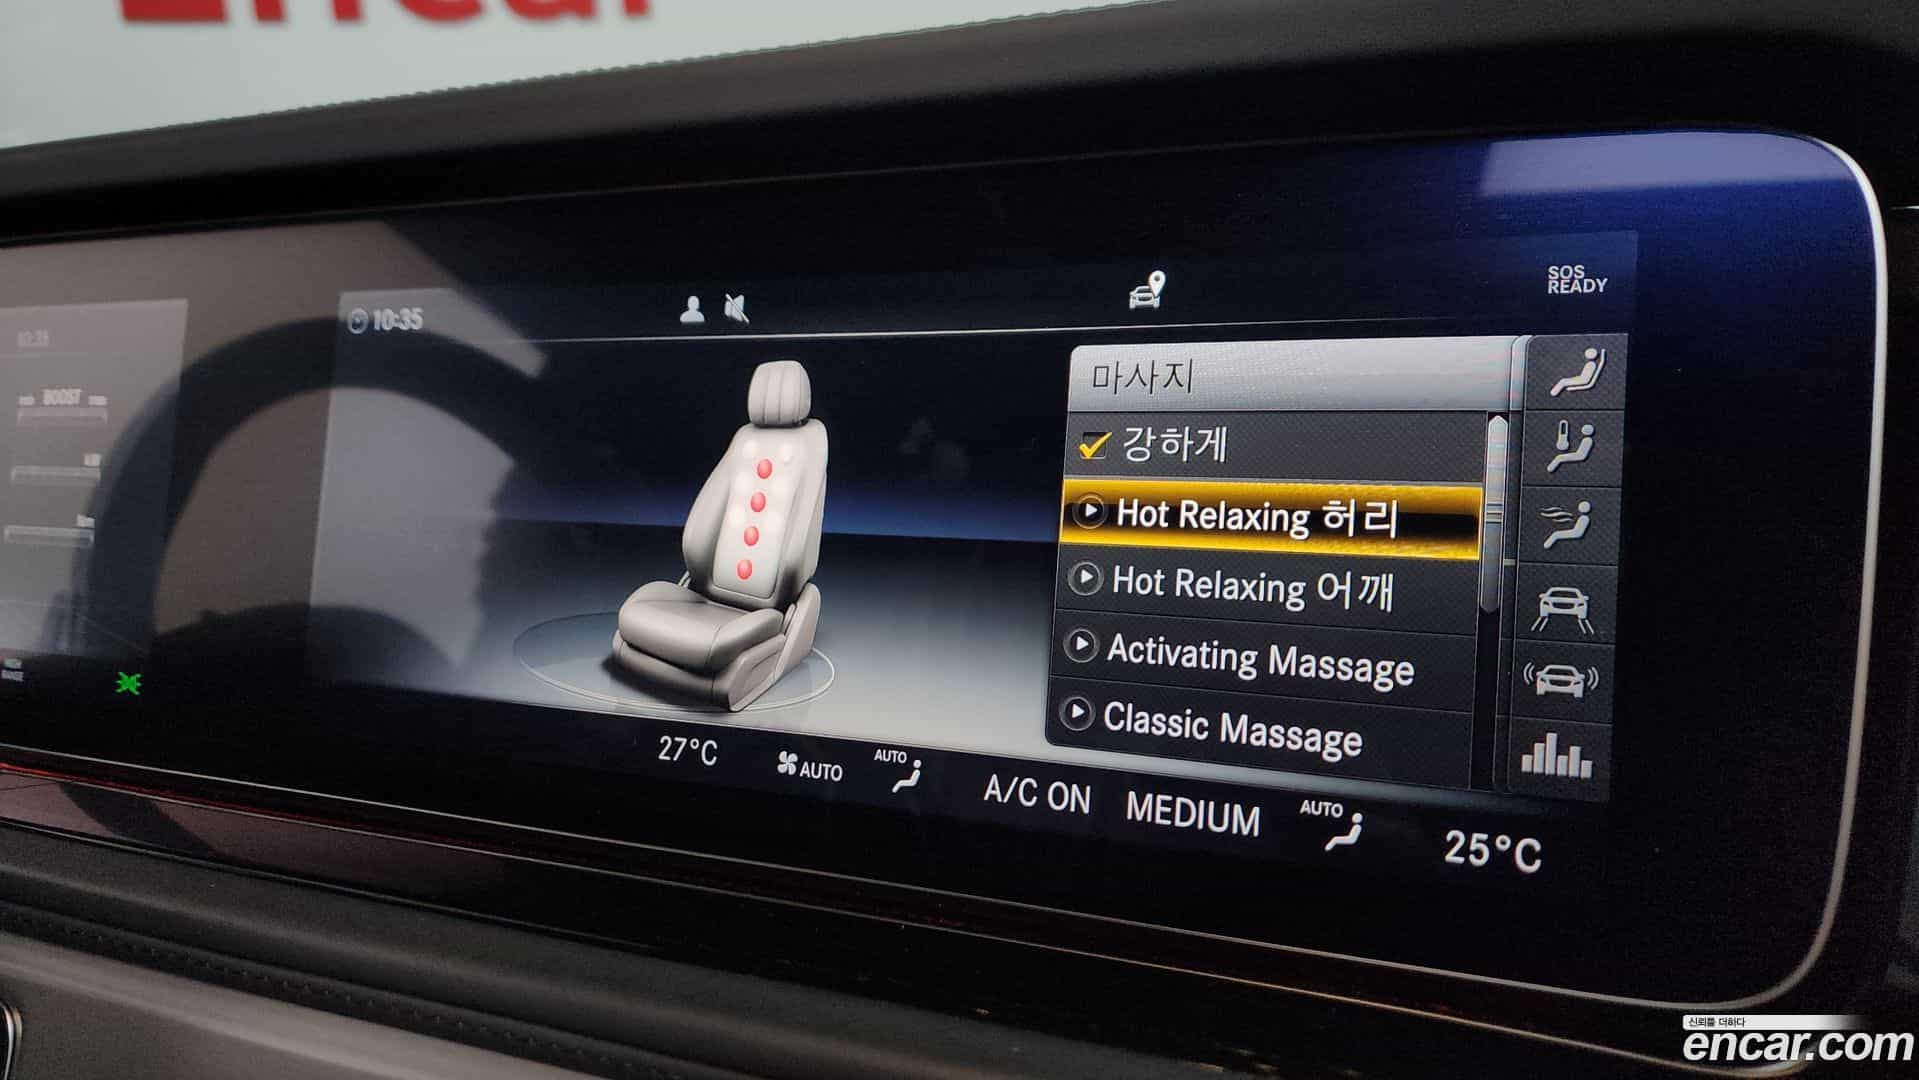 Encar
10:35
SOS
READY
BOOST
마사지
강하게
Hot Relaxing 허리
Hot Relaxing 어깨
Activating Massage
Classic Massage
27°C
AUTO
AUTO
A/C ON
MEDIUM
AUTO
25°C
신뢰를 더하다
encar.com